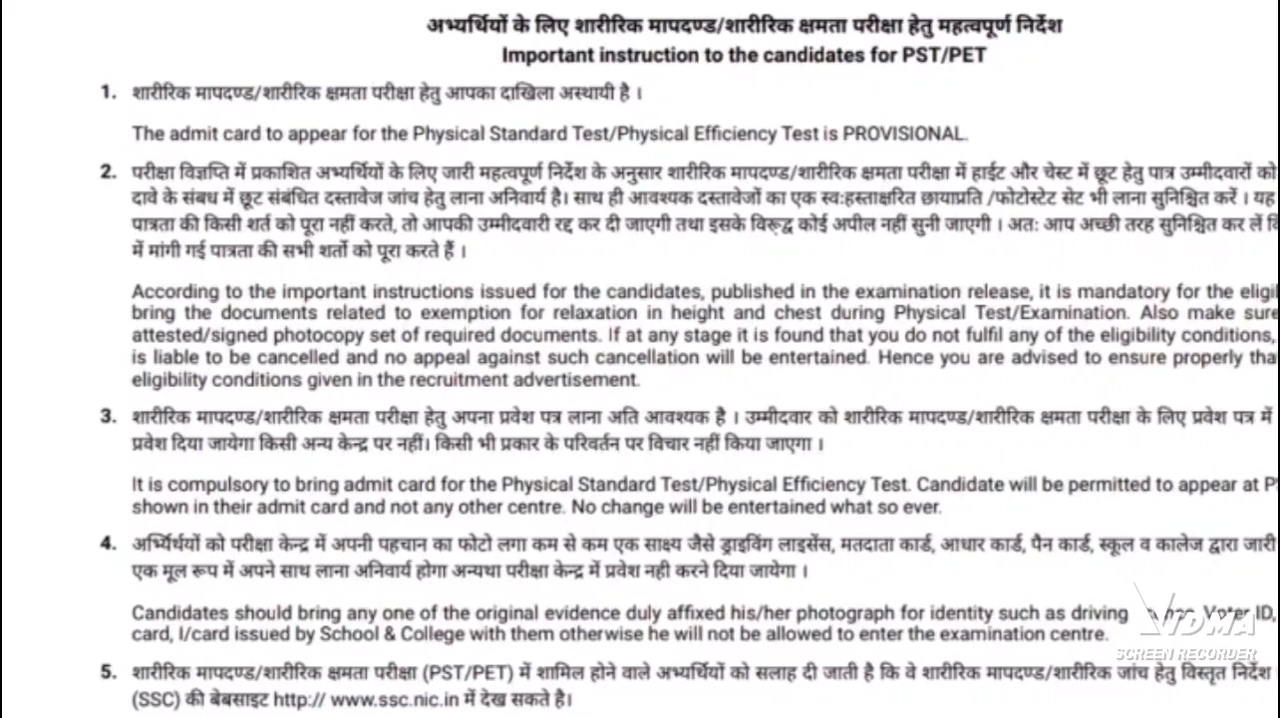 अभ्यर्थियों के लिए शारीरिक मापदण्ड/शारीरिक क्षमता परीक्षा हेतु महत्वपूर्ण निर्देश
Important instruction to the candidates for PST/PET
1. शारीरिक मापदण्ड/शारीरिक क्षमता परीक्षा हेतु आपका दाखिला अस्थायी है ।
The admit card to appear for the Physical Standard Test/Physical Efficiency Test is PROVISIONAL.
2. परीक्षा विज्ञप्ति में प्रकाशित अभ्यर्थियों के लिए जारी महत्वपूर्ण निर्देश के अनुसार शारीरिक मापदण्ड/शारीरिक क्षमता परीक्षा में हाईट और चेस्ट में छूट हेतु पात्र उम्मीदवारों को
दावे के संबध में छूट संबंधित दस्तावेज जांच हेतु लाना अनिवार्य है। साथ ही आवश्यक दस्तावेजों का एक स्वःहस्ताक्षरित छायाप्रति /फोटोस्टेट सेट भी लाना सुनिश्चित करें । यह
पात्रता की किसी शर्त को पूरा नहीं करते, तो आपकी उम्मीदवारी रद्द कर दी जाएगी तथा इसके विरूद्व कोई अपील नहीं सुनी जाएगी । अतः आप अच्छी तरह सुनिश्चित कर लें
में मांगी गई पात्रता की सभी शर्तो को पूरा करते हैं ।
According to the important instructions issued for the candidates, published in the examination release, it is mandatory for the
bring the documents related to exemption for relaxation in height and chest during Physical Test/Examination. Also make sure
attested/signed photocopy set of required documents. If at any stage it is found that you do not fulfil any of the eligibility conditions,
is liable to be cancelled and no appeal against such cancellation will be entertained. Hence you are advised to ensure properly
eligibility conditions given in the recruitment advertisement.
3. शारीरिक मापदण्ड/शारीरिक क्षमता परीक्षा हेतु अपना प्रवेश पत्र लाना अति आवश्यक है । उम्मीदवार को शारीरिक मापदण्ड/शारीरिक क्षमता परीक्षा के लिए प्रवेश पत्र में
प्रवेश दिया जायेगा किसी अन्य केन्द्र पर नहीं। किसी भी प्रकार के परिवर्तन पर विचार नहीं किया जाएगा ।
It is compulsory to bring admit card for the Physical Standard Test/Physical Efficiency Test. Candidate will be permitted to appear at
shown in their admit card and not any other centre. No change will be entertained what so ever.
4. अर्भ्यिर्थयों को परीक्षा केन्द्र में अपनी पहचान का फोटो लगा कम से कम एक साक्ष्य जैसे ड्राइविंग लाइसेंस, मतदाता कार्ड, आधार कार्ड, पैन कार्ड, स्कूल व कालेज द्वारा जारी
एक मूल रूप में अपने साथ लाना अनिवार्य होगा अन्यथा परीक्षा केन्द्र में प्रवेश नही करने दिया जायेगा ।
Candidates should bring any one of the original evidence duly affixed his/her photograph for identity such as driving Voter ID,
card, I/card issued by School & College with them otherwise he will not be allowed to enter the examination centre.
VIDMA
SCREEN RECORDER
5. शारीरिक मापदण्ड/शारीरिक क्षमता परीक्षा (PST/PET) में शामिल होने वाले अभ्यर्थियों को सलाह दी जाती है कि वे शारीरिक मापदण्ड/शारीरिक जांच हेतु विस्तृत निर्देश
(SSC) की बेबसाइट http:// www.ssc.nic.in में देख सकते है।